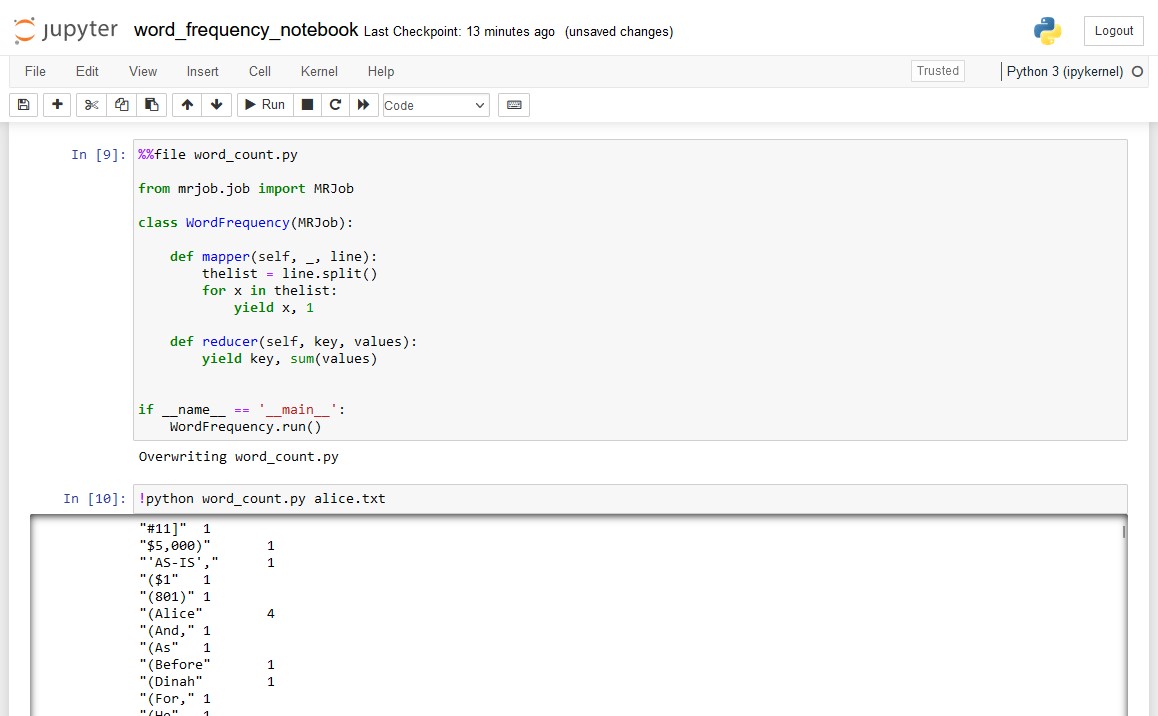 jupyter word_frequency_notebook Last Checkpoint: 13 minutes ago (unsaved changes) Logout
File Edit View Insert Cell Kernel Help Trusted Python 3 (ipykernel)
Run Code
In [9]: %%file word_count.py
from mrjob.job import MRJob
class WordFrequency(MRJob):
def mapper(self, _, line):
thelist = line.split()
for x in thelist:
yield x, 1
def reducer(self, key, values):
yield key, sum(values)
if __name__ == '__main__':
WordFrequency.run()
Overwriting word_count.py
In [10]: !python word_count.py alice.txt
"#11]" 1
"$5,000)" 1
"'AS-IS'," 1
"($1" 1
"(801)" 1
"(Alice" 4
"(And," 1
"(As" 1
"(Before" 1
"(Dinah" 1
"(For," 1
"(He" 1